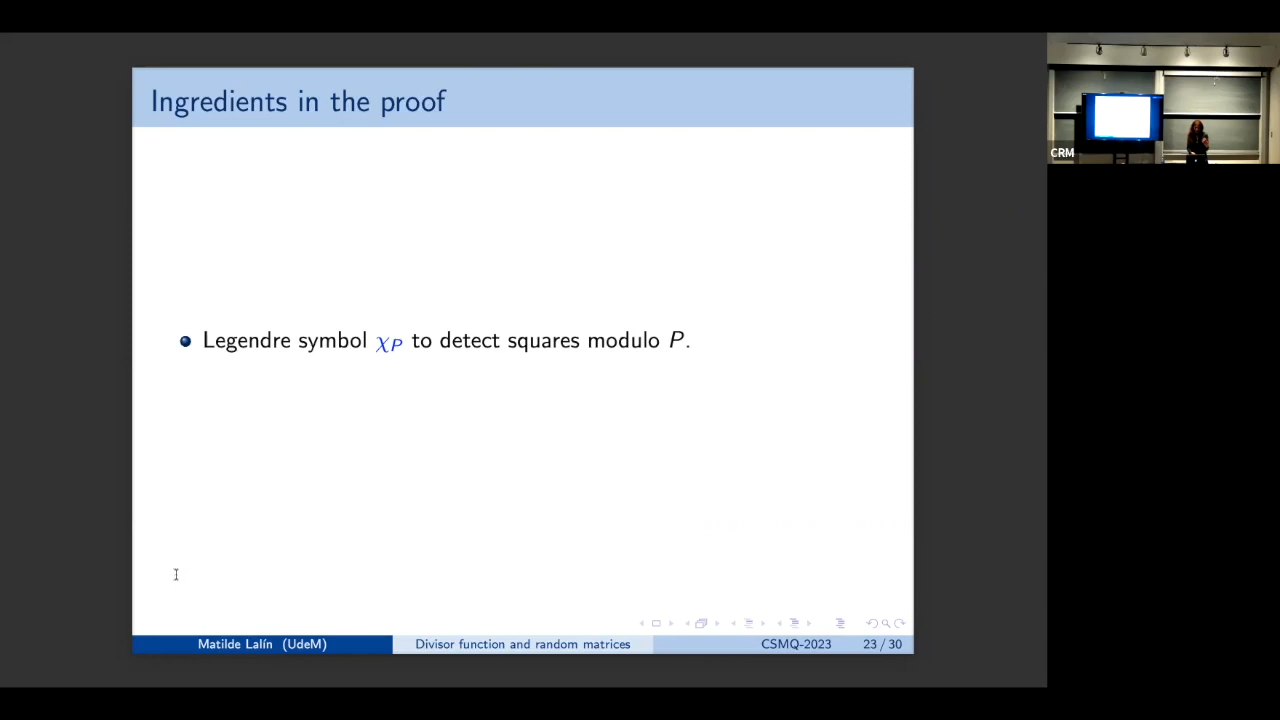 Ingredients in the proof
CRM
Legendre symbol χ_P to detect squares modulo P.
Matilde Lalín (UdeM) Divisor function and random matrices CSMQ-2023 23 / 30